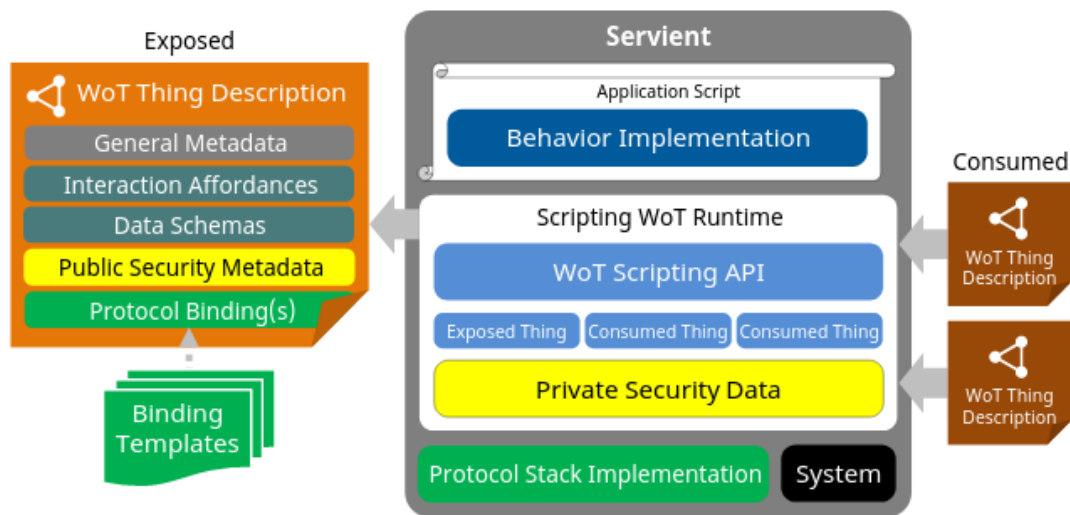 Exposed
WoT Thing Description
General Metadata
Interaction Affordances
Data Schemas
Public Security Metadata
Protocol Binding(s)
Binding
Templates
Servient
Application Script
Behavior Implementation
Scripting WoT Runtime
WoT Scripting API
Exposed Thing
Consumed Thing
Consumed Thing
Private Security Data
Protocol Stack Implementation
System
Consumed
WoT Thing
Description
WoT Thing
Description